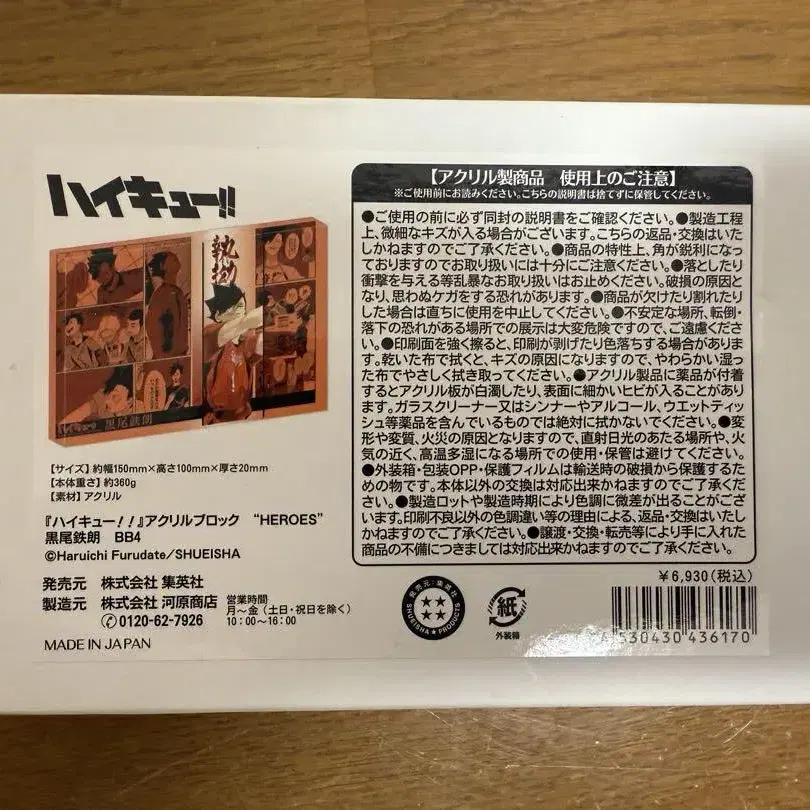 ハイキュー!!
執拗
ハイキュー!!
黒尾鉄朗
【サイズ】約幅150mm×高さ100mm×厚さ20mm
【本体重さ】約360g
【素材】アクリル
『ハイキュー！！』アクリルブロック “HEROES”
黒尾鉄朗 BB4
©Haruichi Furudate/SHUEISHA
発売元 株式会社 集英社
製造元 株式会社 河原商店
0120-62-7926
営業時間
月～金（土日・祝日を除く）
10：00～16：00
MADE IN JAPAN
【アクリル製商品 使用上のご注意】
※ご使用前にお読みください。こちらの説明書は捨てずに保管してください。
●ご使用の前に必ず同封の説明書をご確認ください。●製造工程
上、微細なキズが入る場合がございます。こちらの返品・交換はいた
しかねますのでご了承ください。●商品の特性上、角が鋭利になっ
ておりますのでお取り扱いには十分にご注意ください。●落としたり
衝撃を与える等乱暴なお取り扱いはお止めください。破損の原因と
なり、思わぬケガをする恐れがあります。●商品が欠けたり割れたり
した場合は直ちに使用を中止してください。●不安定な場所、転倒・
落下の恐れがある場所での展示は大変危険ですので、ご遠慮くださ
い。●印刷面を強く擦ると、印刷が剥げたり色落ちする場合がありま
す。乾いた布で拭くと、キズの原因になりますので、やわらかい湿っ
た布でやさしく拭き取ってください。●アクリル製品に薬品が付着
するとアクリル板が白濁したり、表面に細かいヒビが入ることがあり
ます。ガラスクリーナー又はシンナーやアルコール、ウエットティッ
シュ等薬品を含んでいるものでは絶対に拭かないでください。●変
形や変質、火災の原因となりますので、直射日光のあたる場所や、火
気の近く、高温多湿になる場所での使用・保管は避けてください。
●外装箱・包装OPP・保護フィルムは輸送時の破損から保護するた
めの物です。本体以外の交換は対応出来かねますのでご了承くださ
い。●製造ロットや製造時期により色調に微差が出ることがござ
います。印刷不良以外の色調違い等の理由による、返品・交換はいた
しかねますのでご了承ください。●譲渡・交換・転売等により手に入れた
商品の不備につきましては対応出来かねますのでご了承ください。
￥6,930（税込）
発売元：集英社
SHUEISHA PRODUCTS
紙
外装箱
4 530430 436170